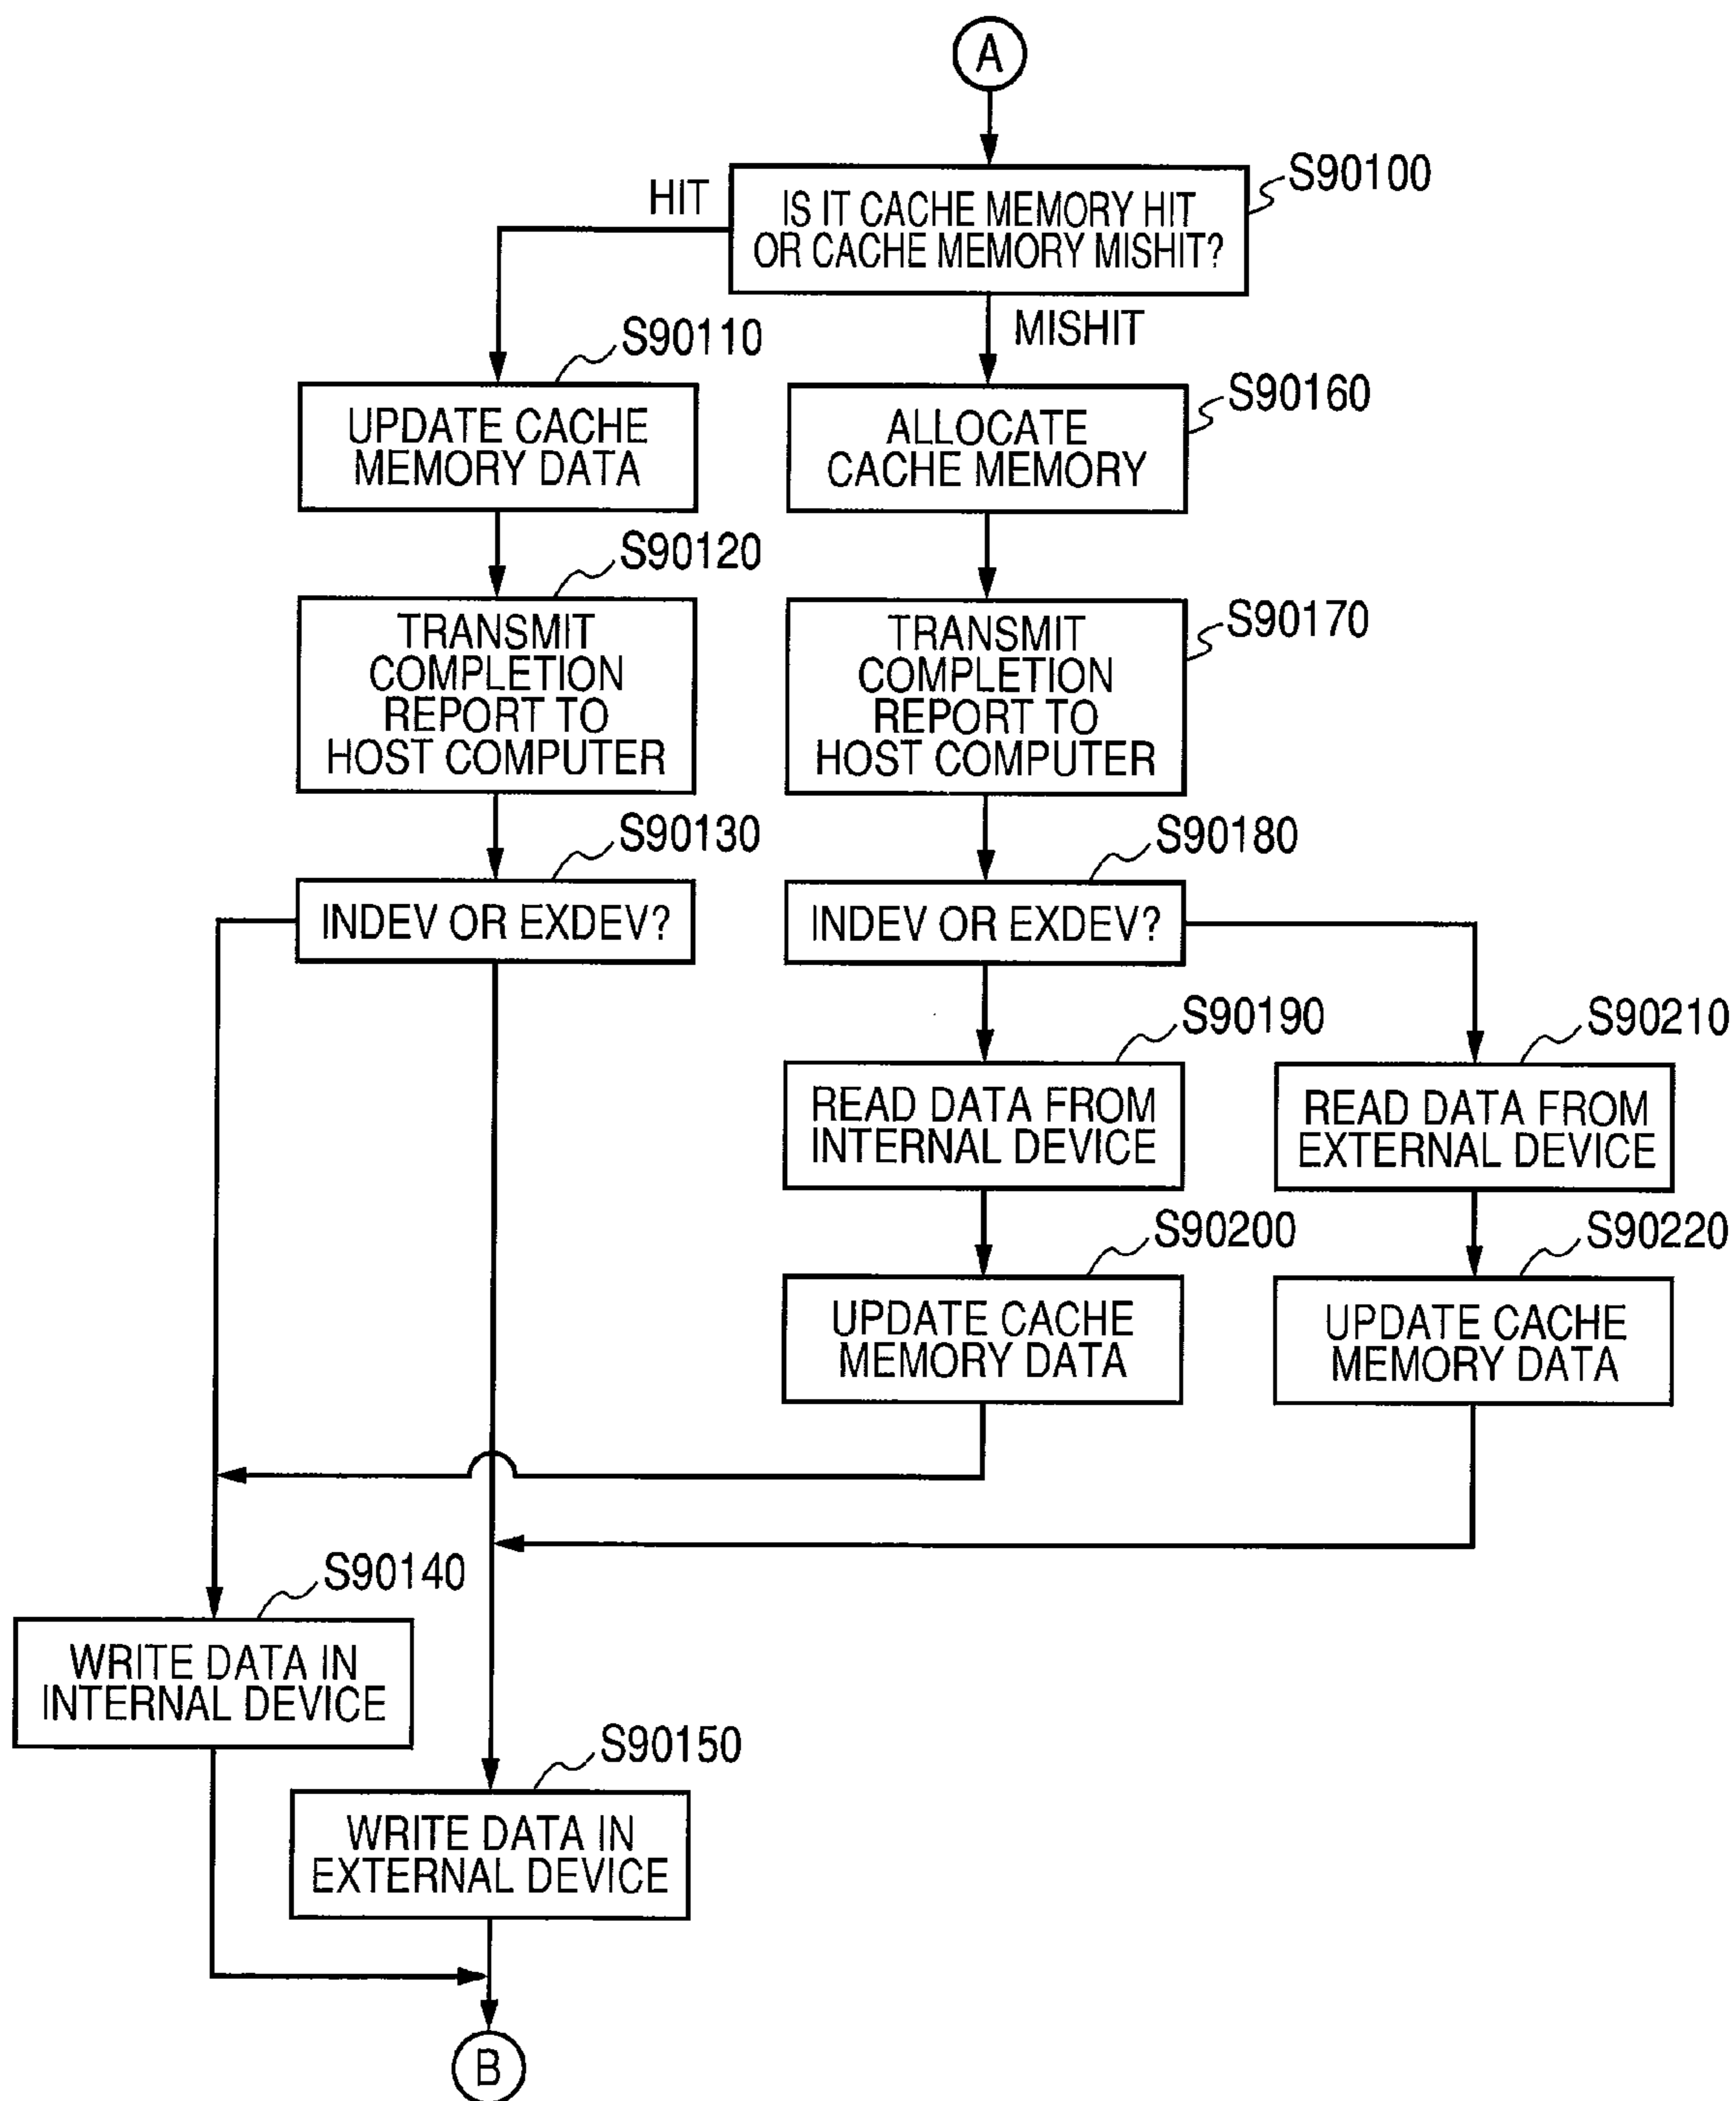 A
S90100
HIT
IS IT CACHE MEMORY HIT
OR CACHE MEMORY MISHIT?
MISHIT
S90110
UPDATE CACHE
MEMORY DATA
S90160
ALLOCATE
CACHE MEMORY
S90120
TRANSMIT
COMPLETION
REPORT TO
HOST COMPUTER
S90170
TRANSMIT
COMPLETION
REPORT TO
HOST COMPUTER
S90130
INDEV OR EXDEV?
S90180
INDEV OR EXDEV?
S90190
READ DATA FROM
INTERNAL DEVICE
S90210
READ DATA FROM
EXTERNAL DEVICE
S90200
UPDATE CACHE
MEMORY DATA
S90220
UPDATE CACHE
MEMORY DATA
S90140
WRITE DATA IN
INTERNAL DEVICE
S90150
WRITE DATA IN
EXTERNAL DEVICE
B